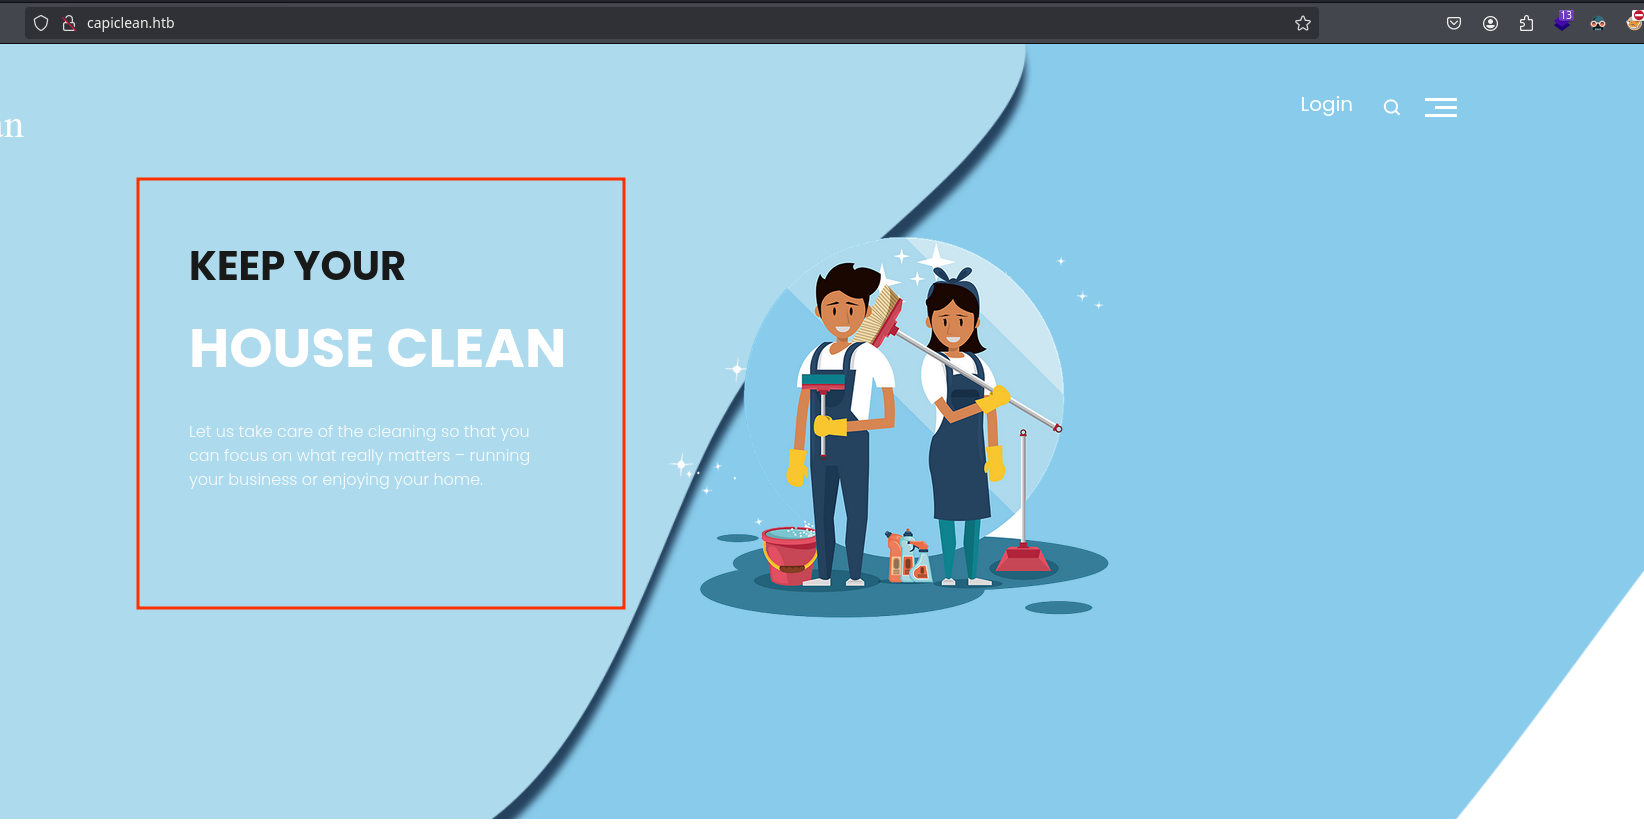 capiclean.htb
13
Login
an
KEEP YOUR
HOUSE CLEAN
Let us take care of the cleaning so that you
can focus on what really matters – running
your business or enjoying your home.